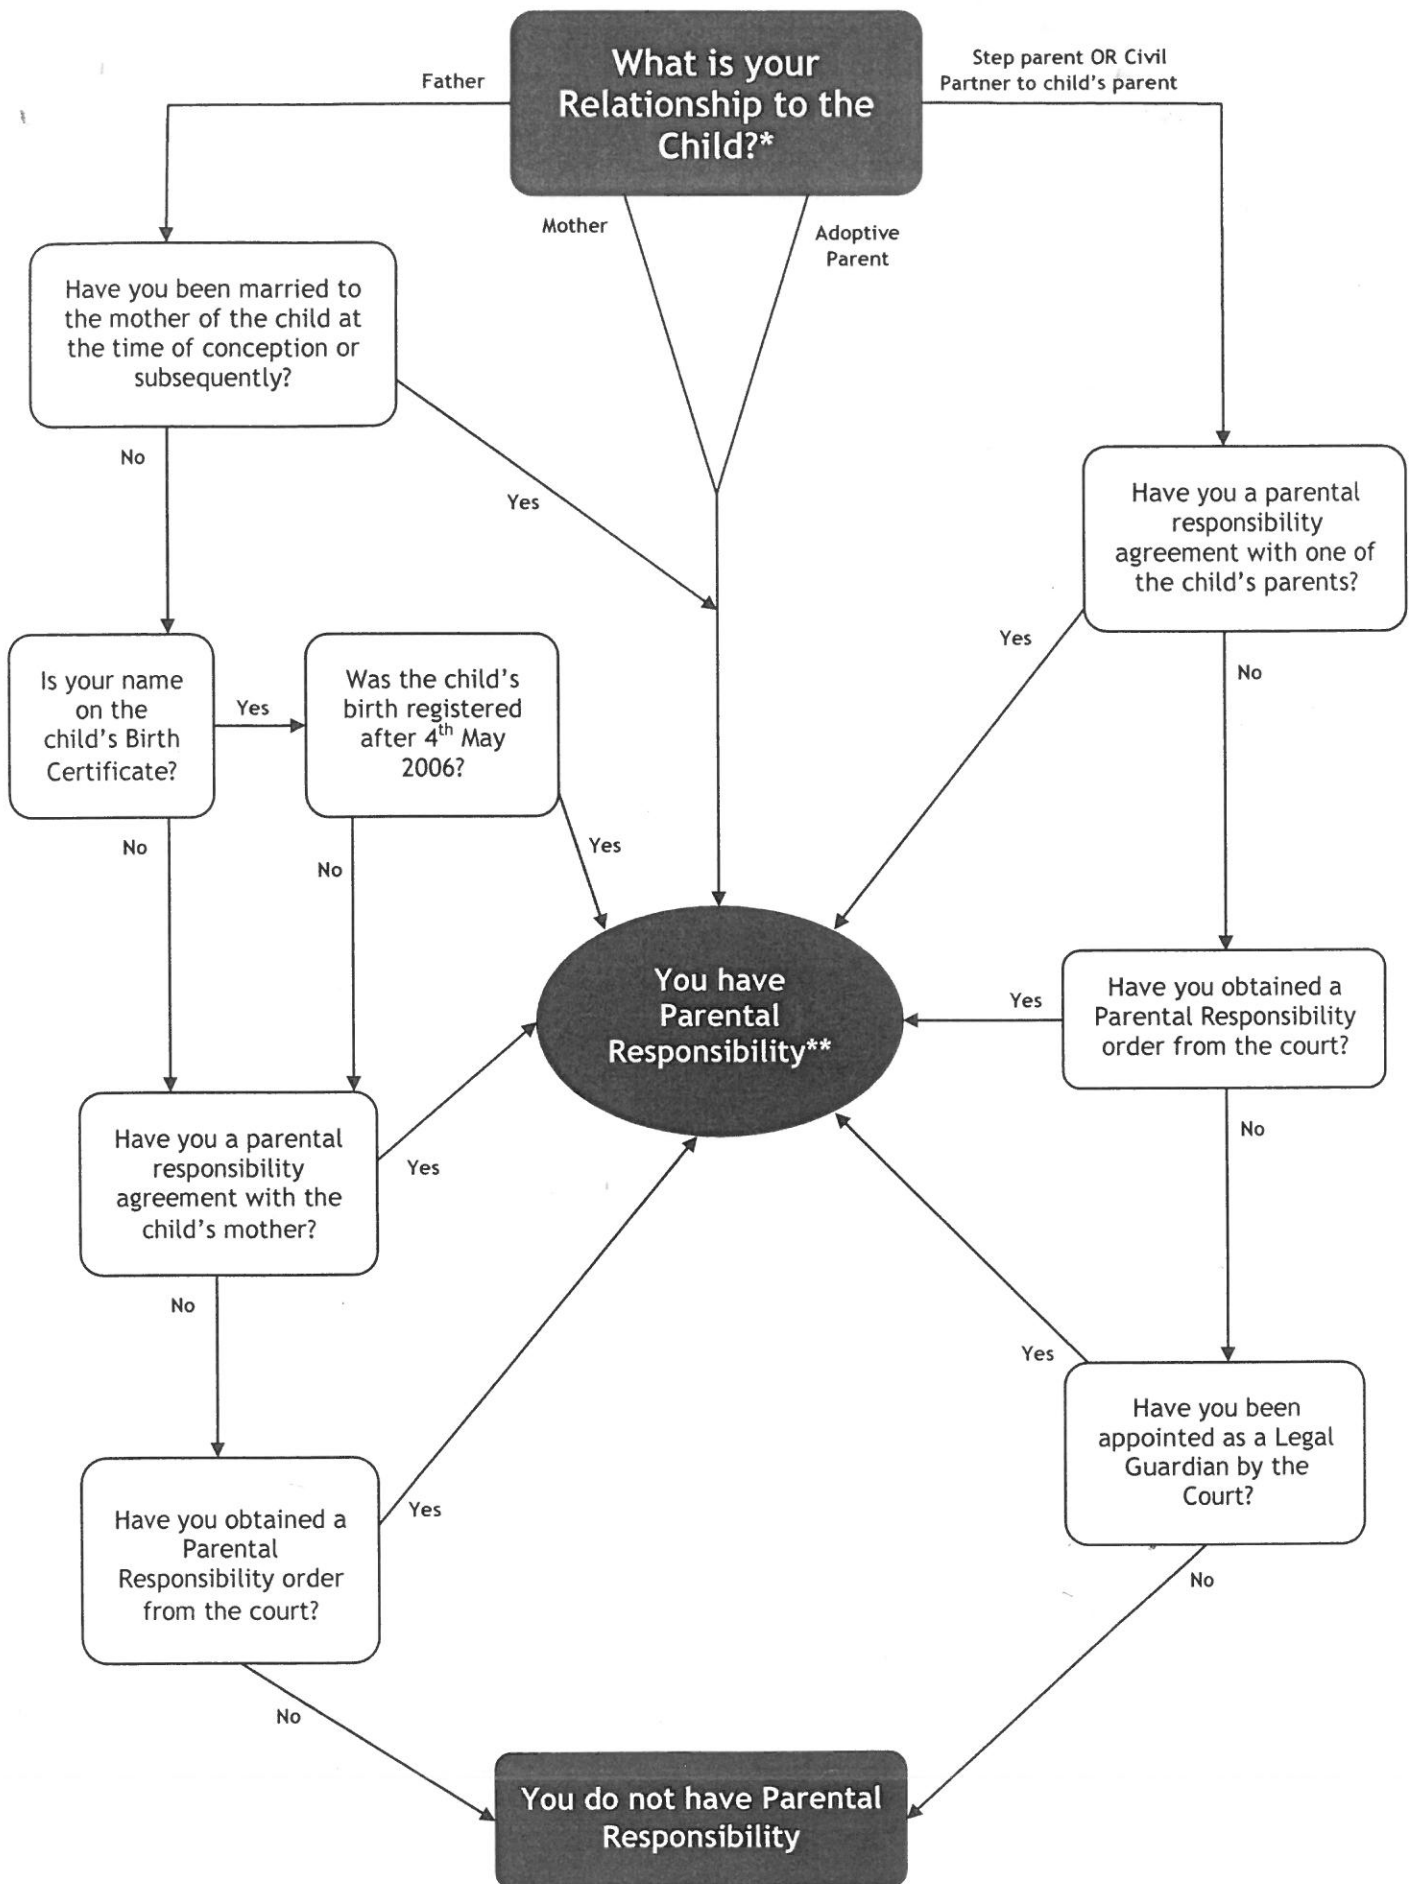 What is your
Relationship to the
Child?*
Father
Step parent OR Civil
Partner to child's parent
Mother
Adoptive
Parent
Have you been married to
the mother of the child at
the time of conception or
subsequently?
No
Yes
Have you a parental
responsibility
agreement with one of
the child's parents?
Yes
No
Is your name
on the
child's Birth
Certificate?
Yes
Was the child's
birth registered
after 4th May
2006?
No
No
Yes
You have
Parental
Responsibility**
Yes
Have you obtained a
Parental Responsibility
order from the court?
No
Have you a parental
responsibility
agreement with the
child's mother?
Yes
No
Yes
Have you been
appointed as a Legal
Guardian by the
Court?
No
Have you obtained a
Parental
Responsibility order
from the court?
Yes
No
You do not have Parental
Responsibility